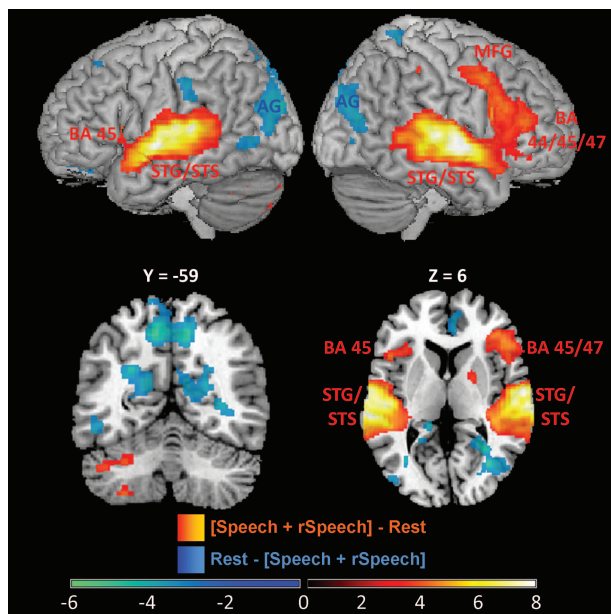 MFG
AG
AG
BA 45
BA
44/45/47
STG/STS
STG/STS
Y = -59
Z = 6
BA 45
BA 45/47
STG/
STS
STG/
STS
[Speech + rSpeech] - Rest
Rest - [Speech + rSpeech]
-6 -4 -2 0 2 4 6 8